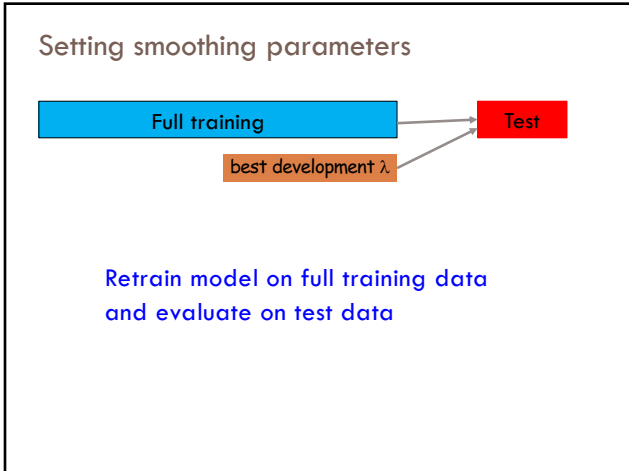 Setting smoothing parameters
Full training
Test
best development λ
Retrain model on full training data
and evaluate on test data